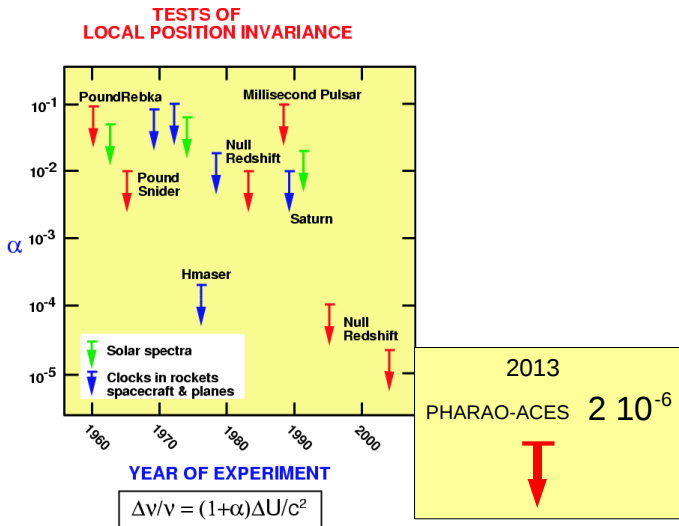 TESTS OF
LOCAL POSITION INVARIANCE
PoundRebka
Millisecond Pulsar
Null
Redshift
Pound
Snider
Saturn
Hmaser
Null
Redshift
Solar spectra
Clocks in rockets
spacecraft & planes
α
10⁻¹
10⁻²
10⁻³
10⁻⁴
10⁻⁵
1960
1970
1980
1990
2000
YEAR OF EXPERIMENT
Δν/ν = (1+α)ΔU/c²
2013
PHARAO-ACES 2 10⁻⁶